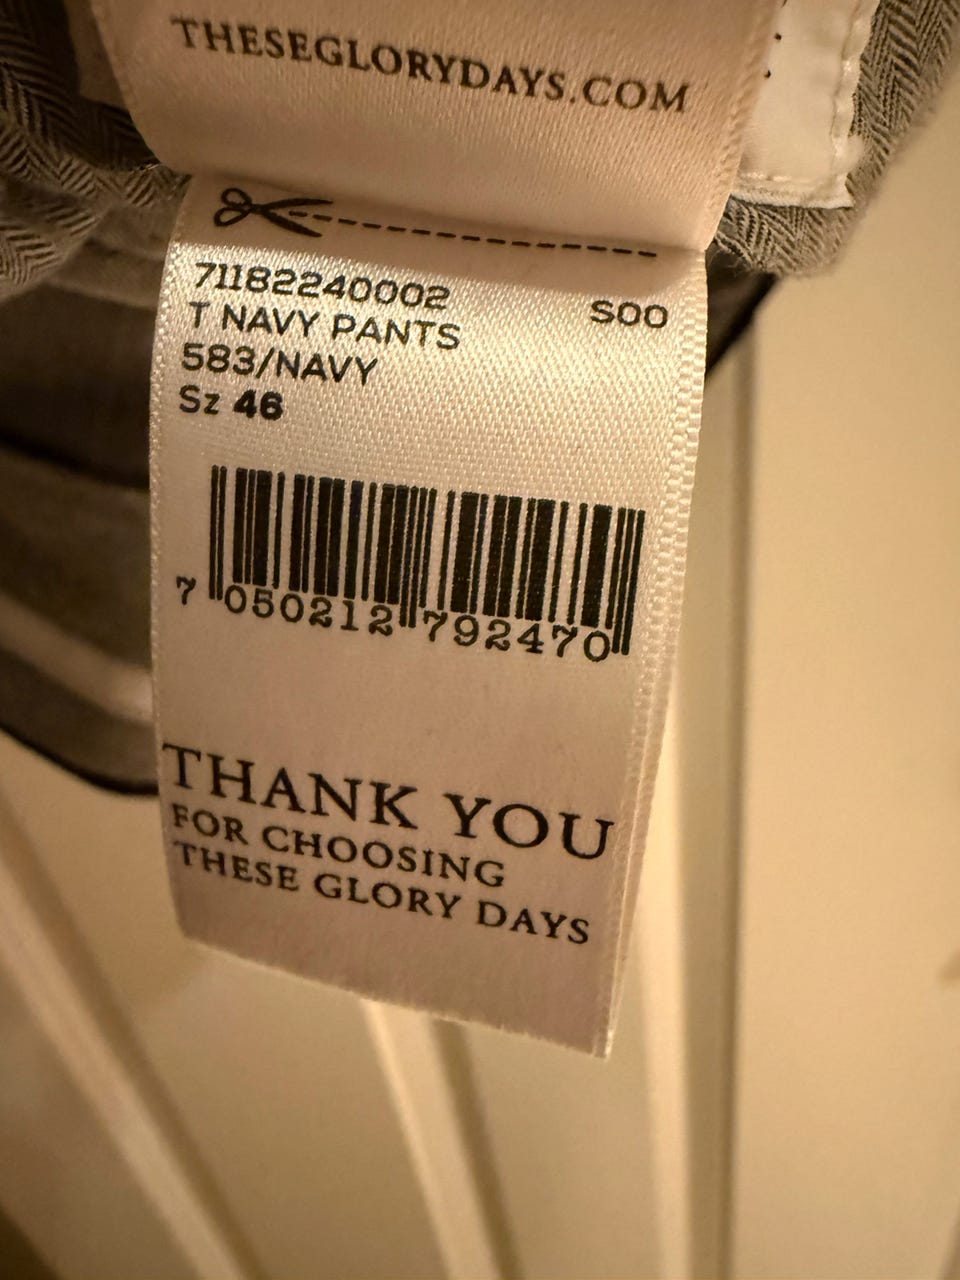 THESEGLORYDAYS.COM
71182240002 S00
T NAVY PANTS
583/NAVY
Sz 46
7 050212 792470
THANK YOU
FOR CHOOSING
THESE GLORY DAYS